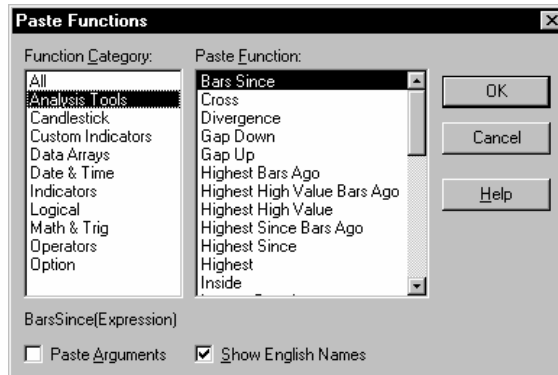 Paste Functions
Function Category:
All
Analysis Tools
Candlestick
Custom Indicators
Data Arrays
Date & Time
Indicators
Logical
Math & Trig
Operators
Option
Paste Function:
Bars Since
Cross
Divergence
Gap Down
Gap Up
Highest Bars Ago
Highest High Value Bars Ago
Highest High Value
Highest Since Bars Ago
Highest Since
Highest
Inside
OK
Cancel
Help
BarsSince(Expression)
Paste Arguments
Show English Names